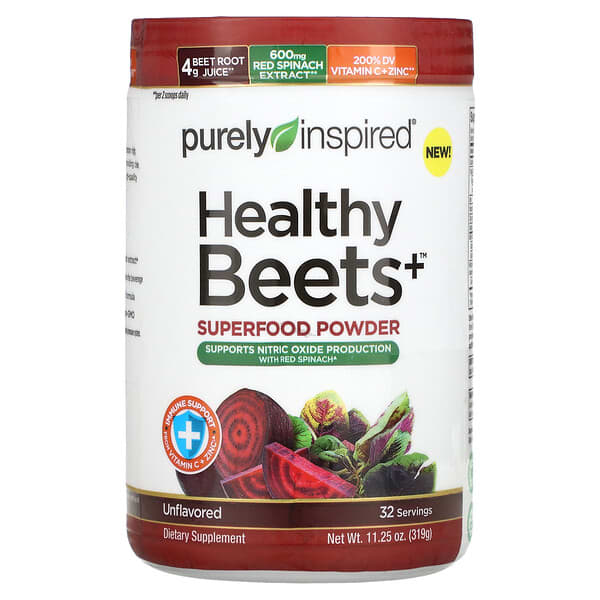 4g BEET ROOT JUICE**
600mg RED SPINACH EXTRACT**
200% DV VITAMIN C + ZINC**
**per 2 scoops daily
purely inspired®
NEW!
Healthy
Beets+™
SUPERFOOD POWDER
SUPPORTS NITRIC OXIDE PRODUCTION
WITH RED SPINACH^
IMMUNE SUPPORT
FROM VITAMIN C + ZINC^
Unflavored
32 Servings
Dietary Supplement
Net Wt. 11.25 oz. (319g)